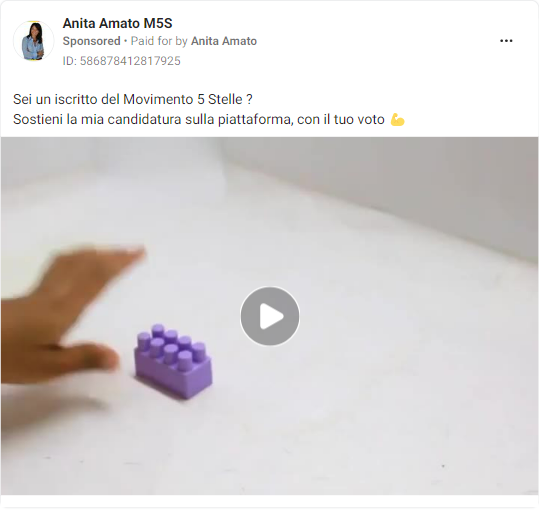 Anita Amato M5S
Sponsored • Paid for by Anita Amato
ID: 586878412817925
Sei un iscritto del Movimento 5 Stelle ?
Sostieni la mia candidatura sulla piattaforma, con il tuo voto 💪